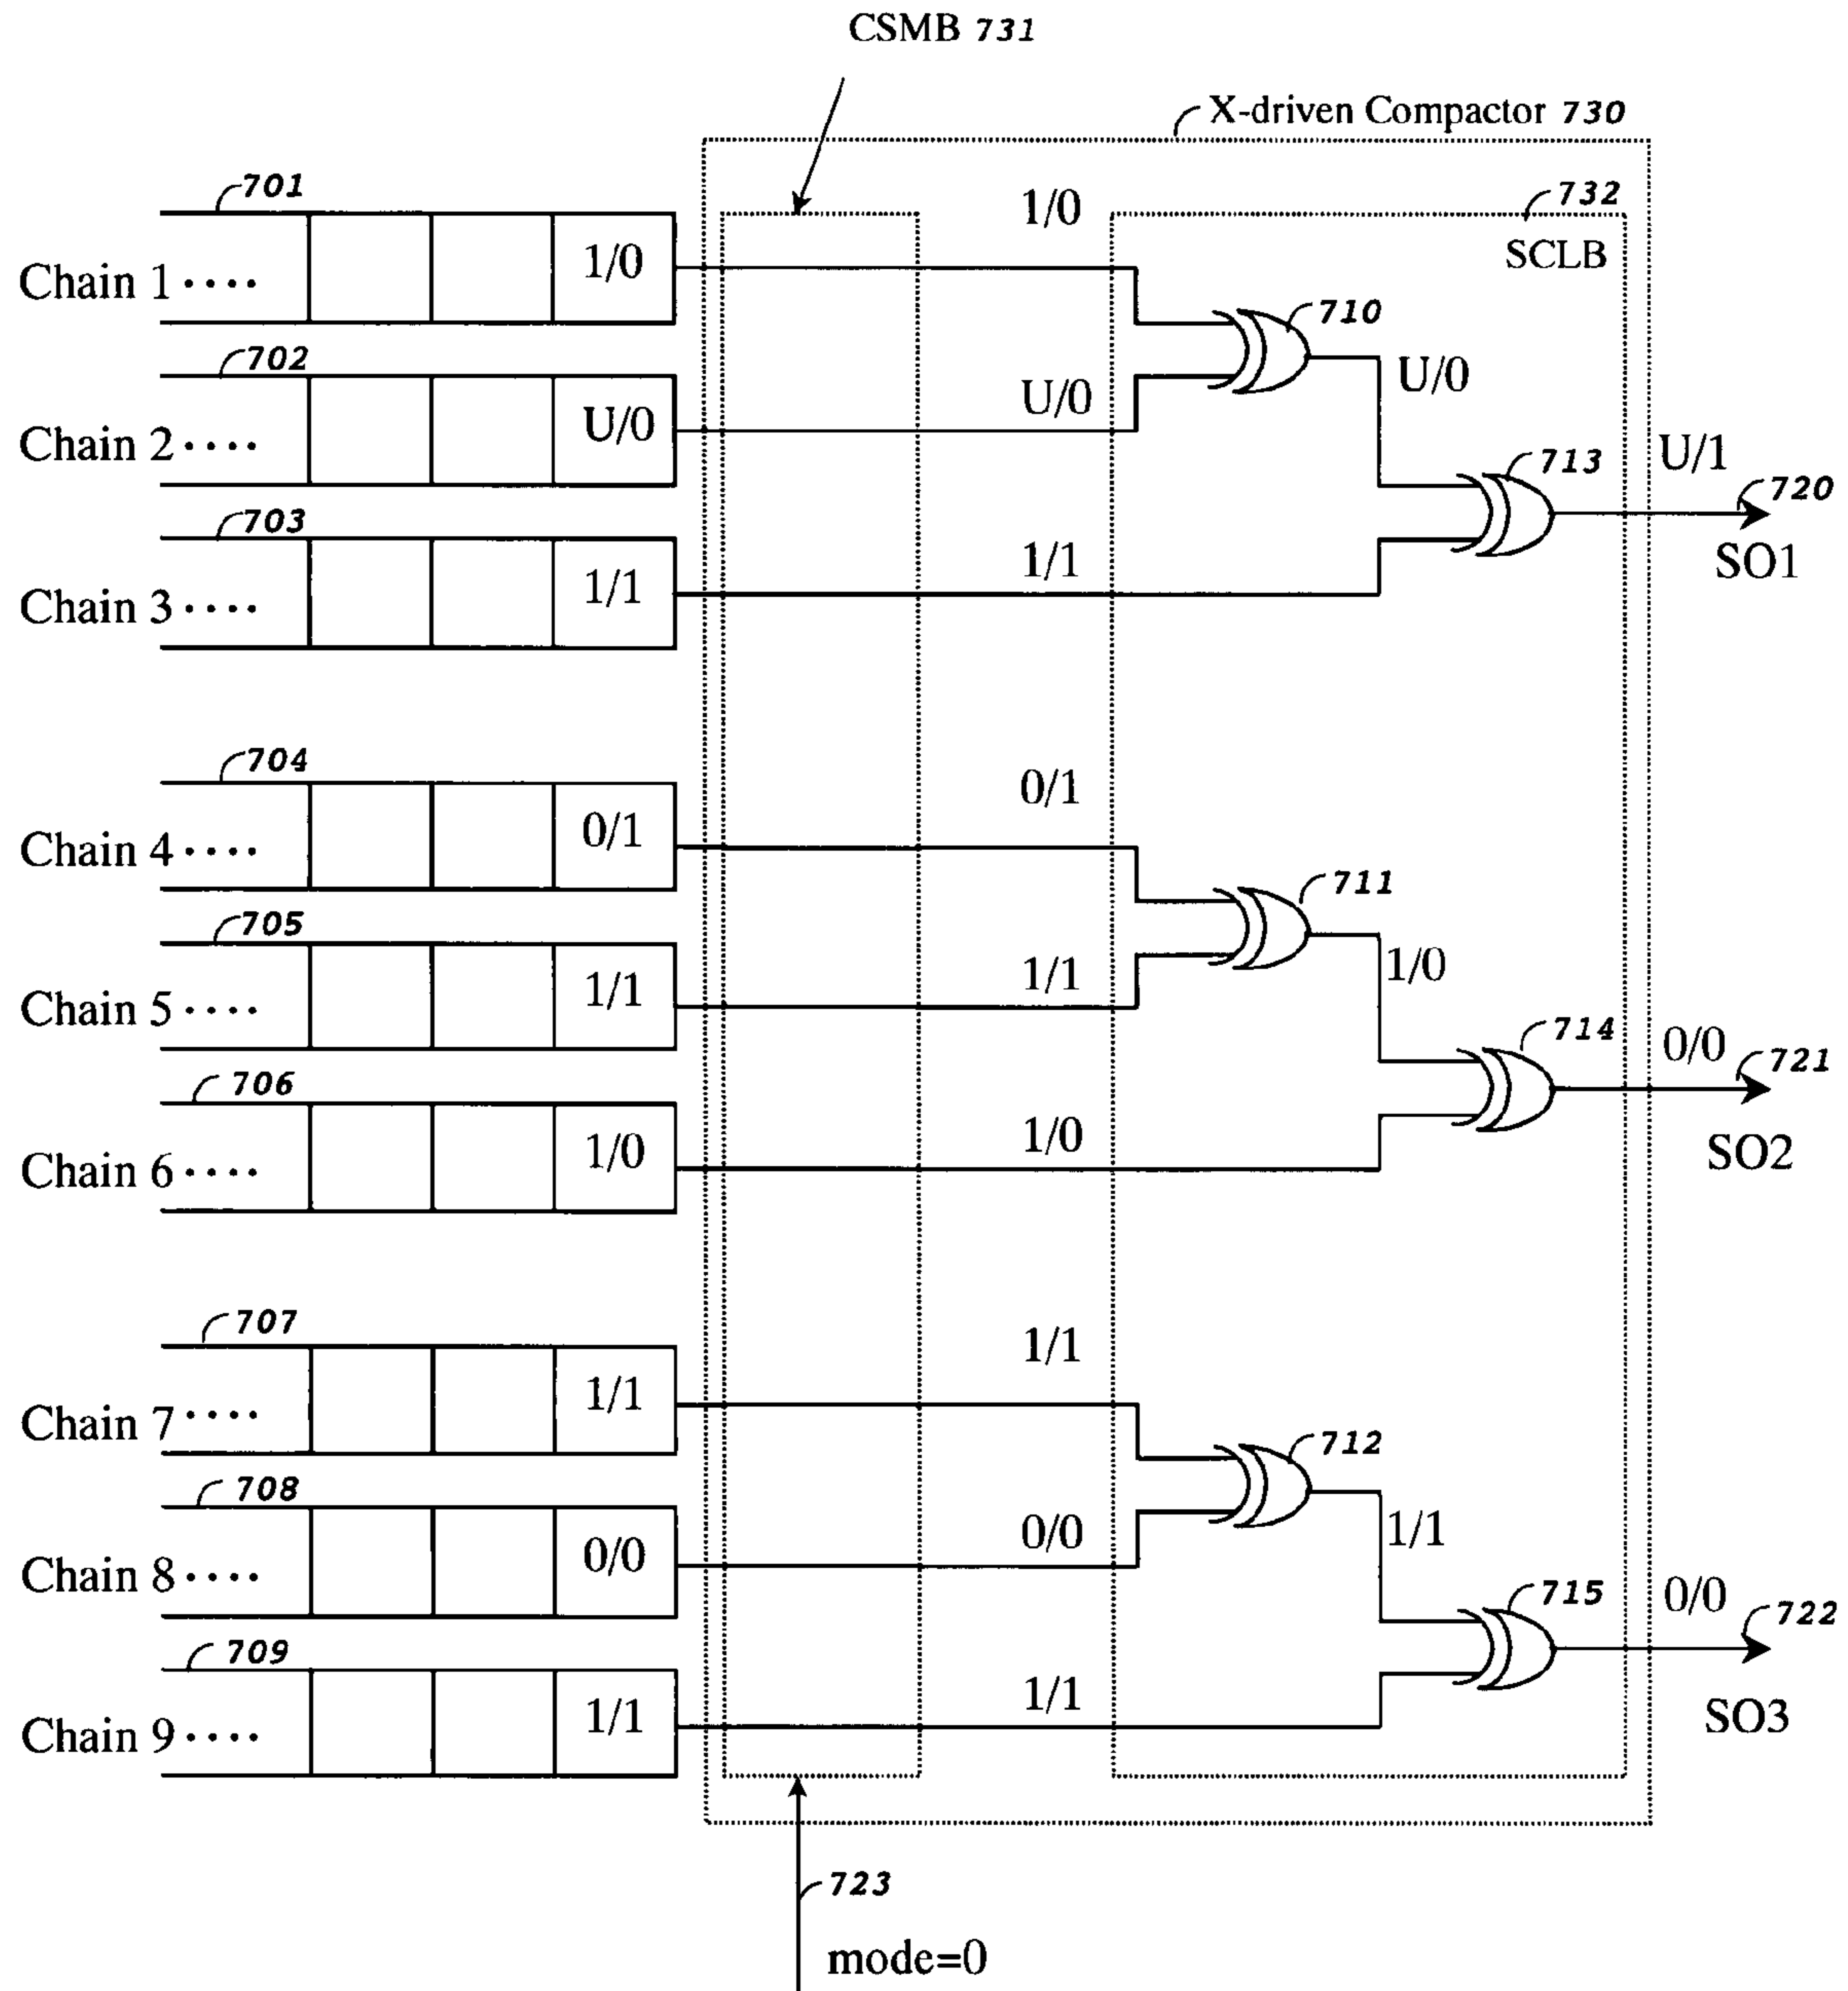 CSMB 731
X-driven Compactor 730
701
1/0
732
SCLB
Chain 1 ····
1/0
710
702
U/0
U/0
Chain 2 ····
U/0
U/1
713
720
703
1/1
SO1
Chain 3 ····
1/1
704
0/1
Chain 4 ····
0/1
711
705
1/1
1/0
Chain 5 ····
1/1
714
0/0
721
706
1/0
SO2
Chain 6 ····
1/0
707
1/1
Chain 7 ····
1/1
712
708
0/0
1/1
Chain 8 ····
0/0
715
0/0
722
709
1/1
SO3
Chain 9 ····
1/1
723
mode=0